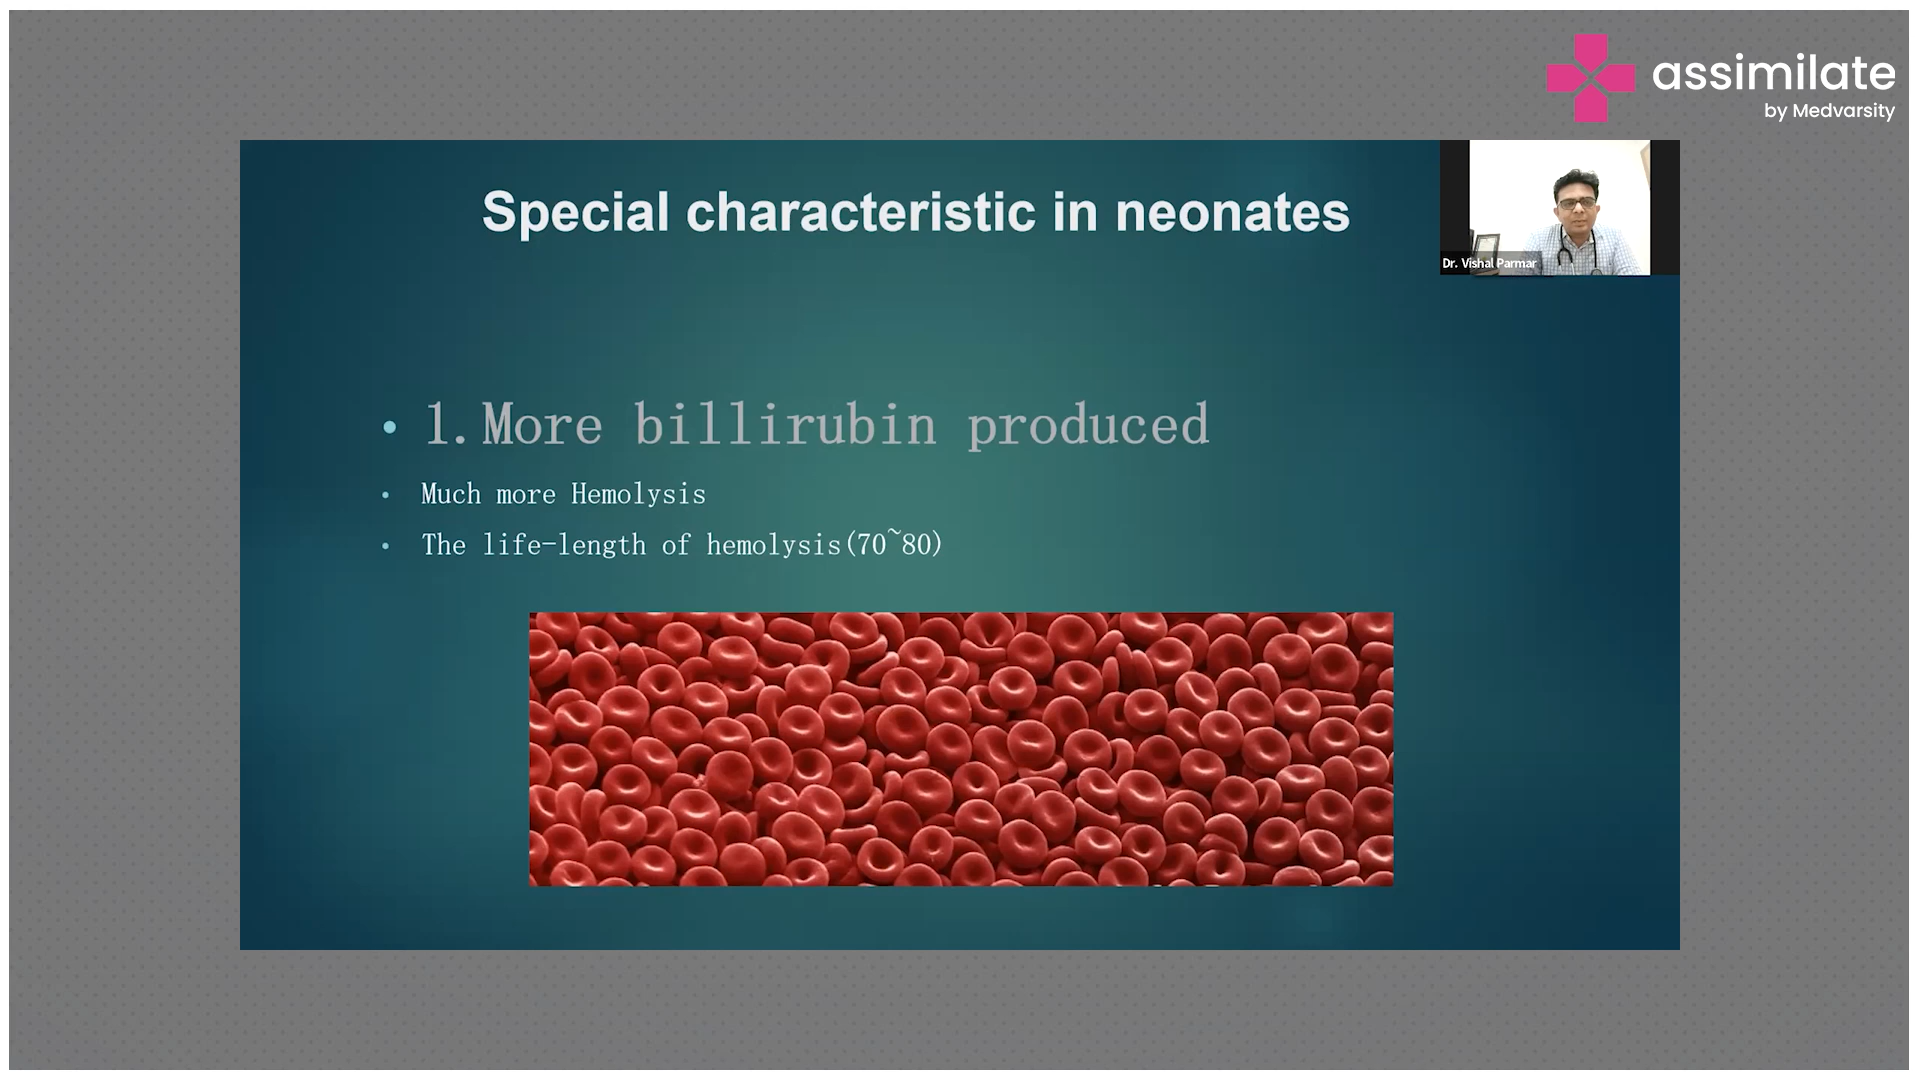 assimilate
by Medvarsity
Special characteristic in neonates
Dr. Vishal Parmar
• 1.More billirubin produced
• Much more Hemolysis
• The life-length of hemolysis(70~80)